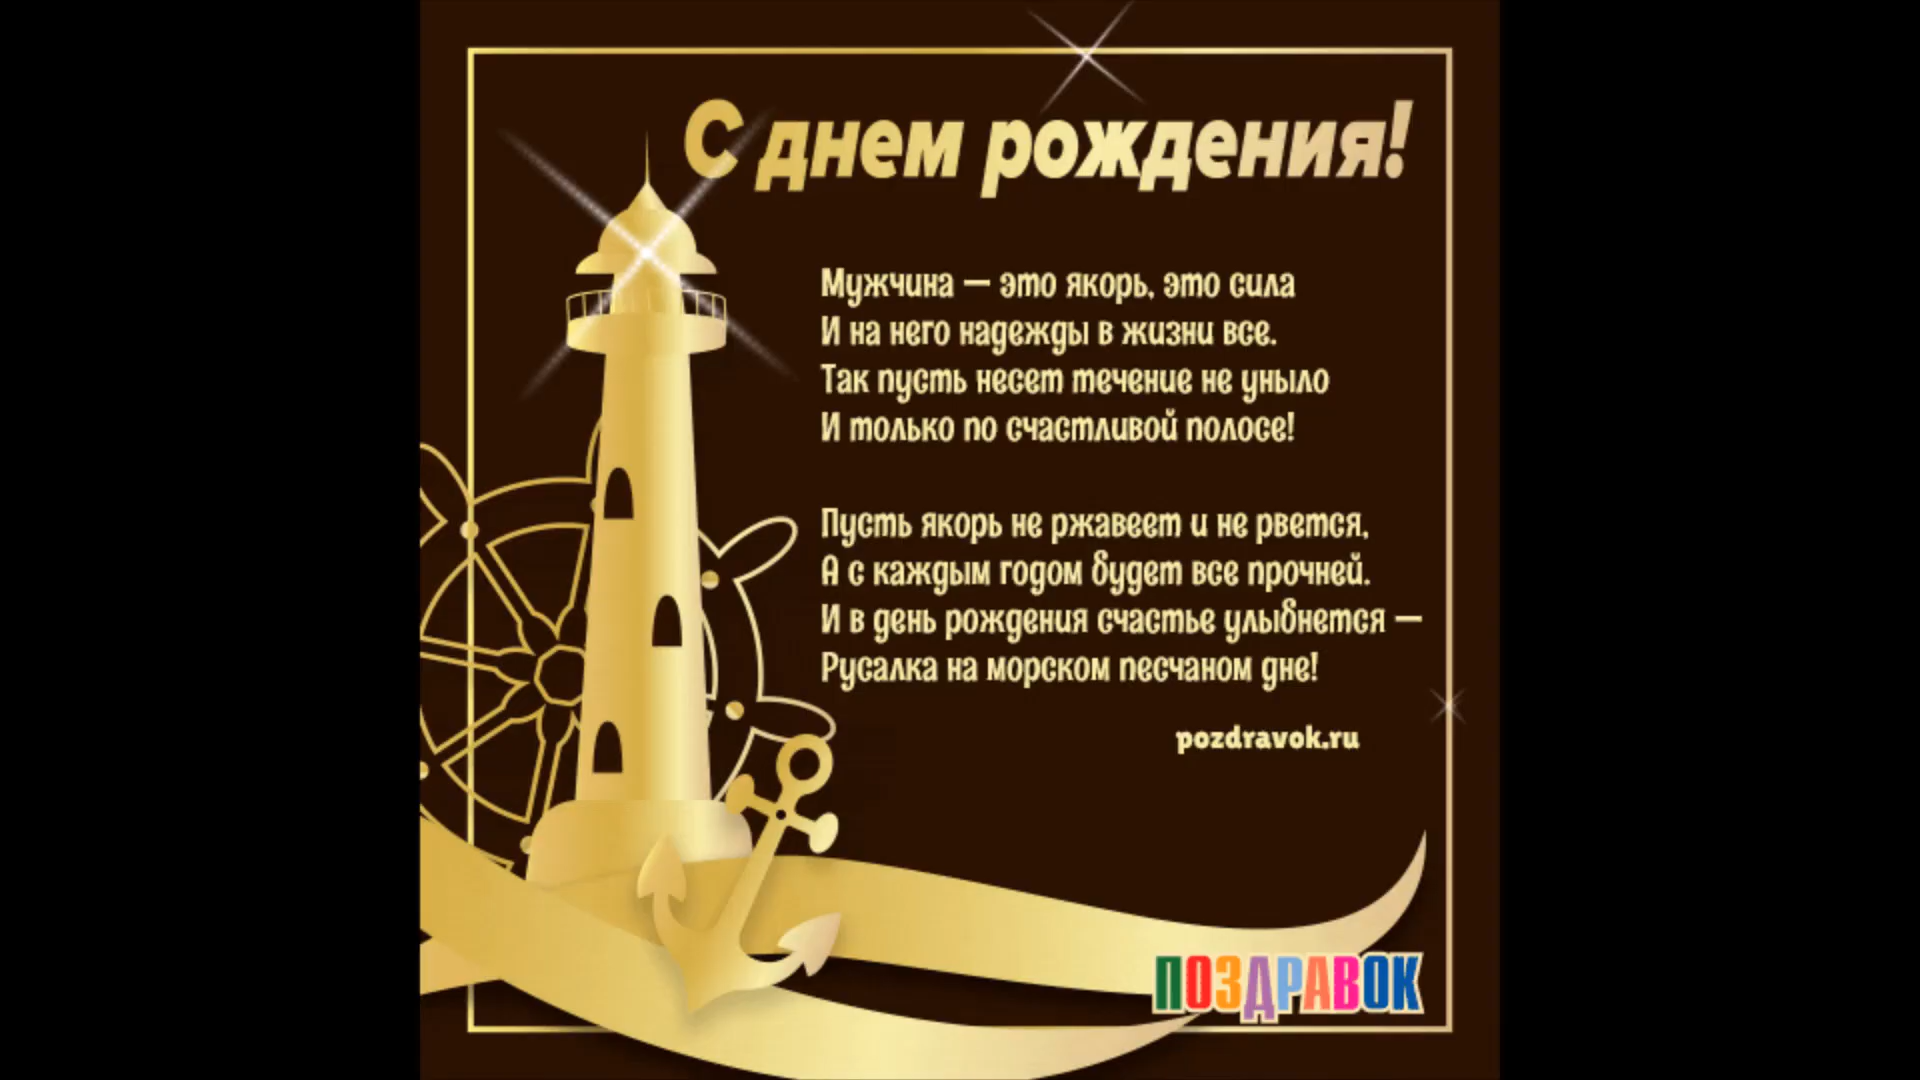 С днем рождения!
Мужчина — это якорь, это сила
И на него надежды в жизни все.
Так пусть несет течение не уныло
И только по счастливой полосе!
Пусть якорь не ржавеет и не рвется,
А с каждым годом будет все прочней.
И в день рождения счастье улыбнется —
Русалка на морском песчаном дне!
pozdravok.ru
ПОЗДРАВОК